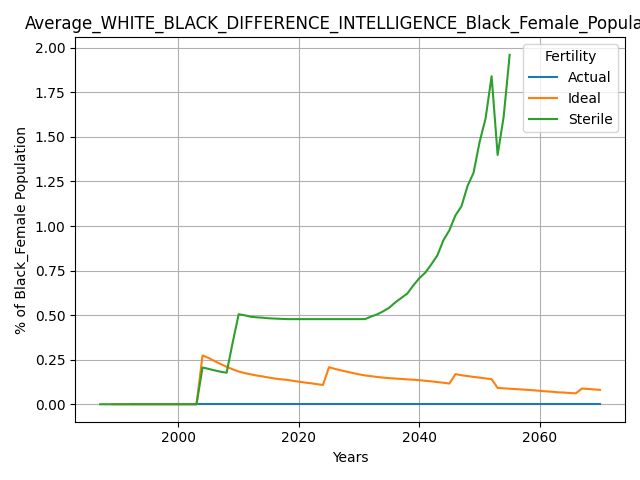 Average_WHITE_BLACK_DIFFERENCE_INTELLIGENCE_Black_Female_Popula
Fertility
Actual
Ideal
Sterile
% of Black_Female Population
2.00
1.75
1.50
1.25
1.00
0.75
0.50
0.25
0.00
2000 2020 2040 2060
Years